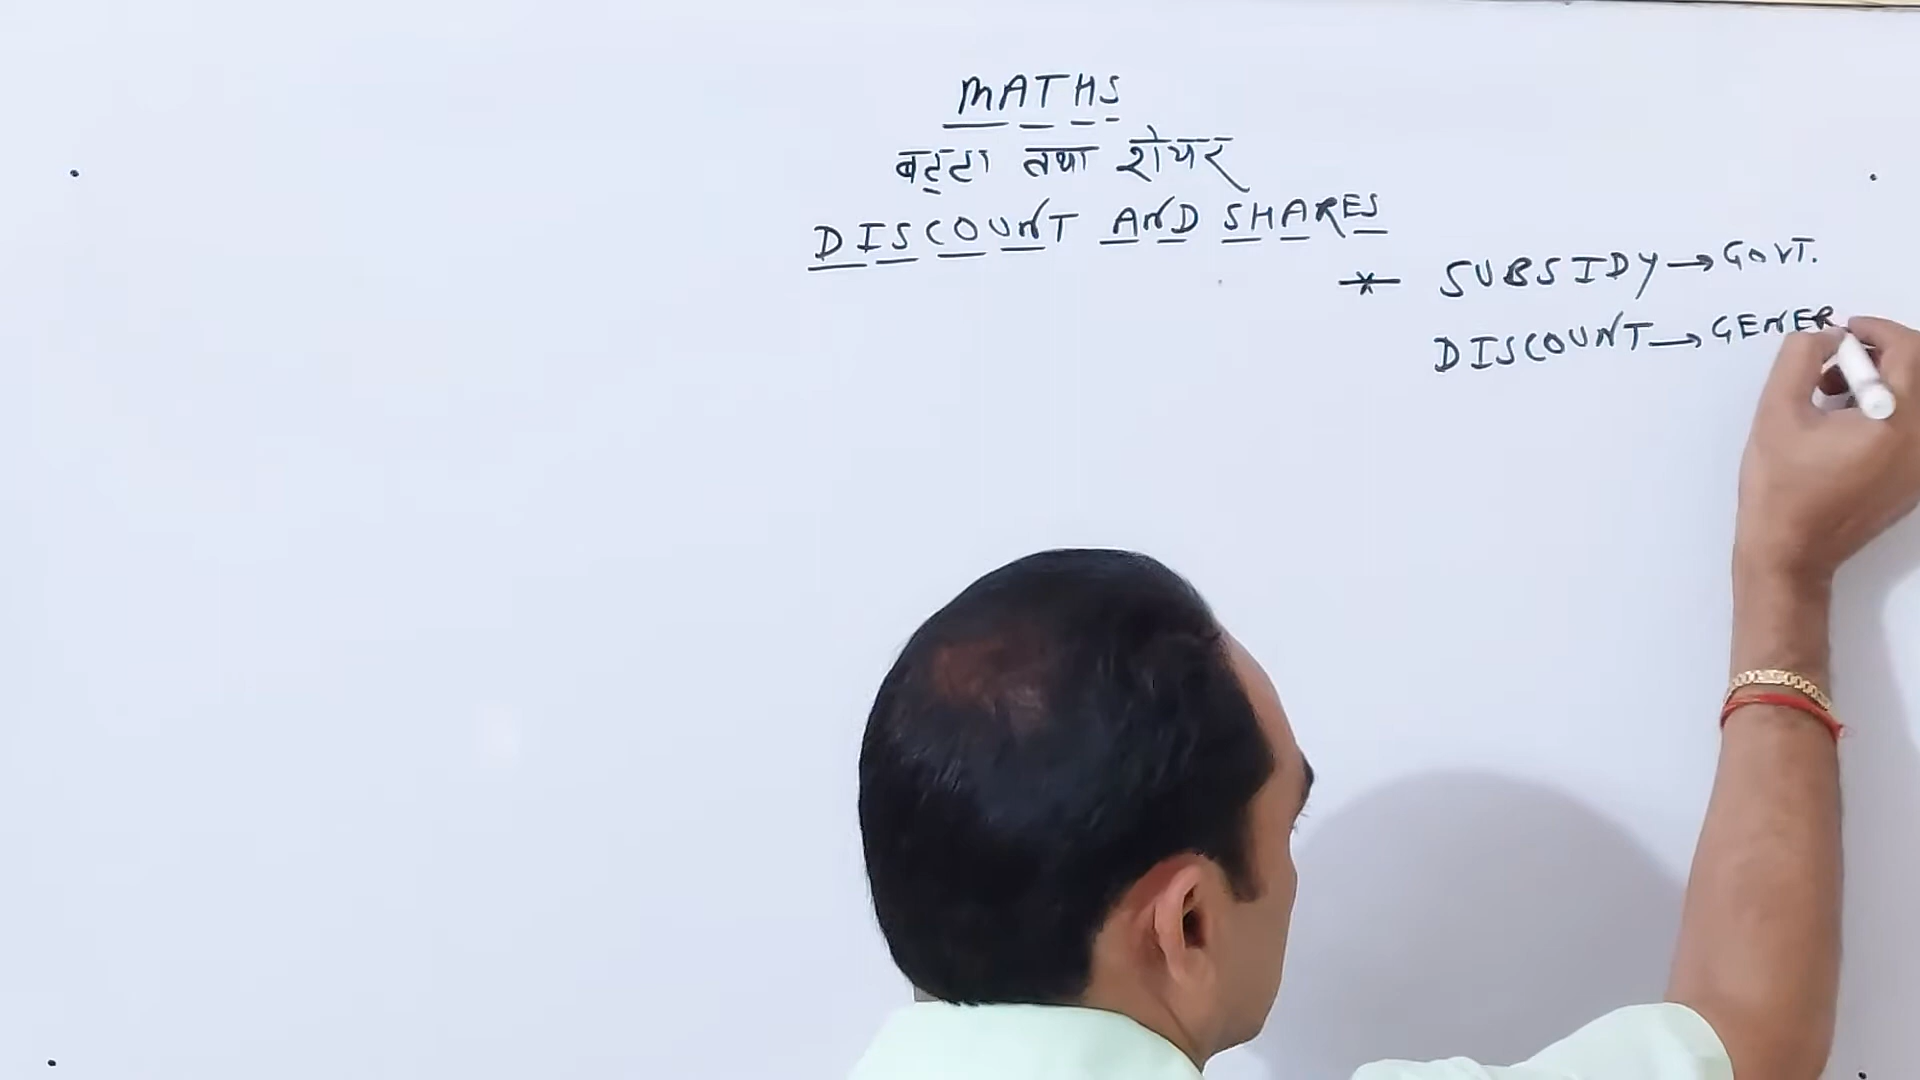 MATHS
बट्टा तथा शेयर
DISCOUNT AND SHARES
* SUBSIDY → GOVT.
DISCOUNT → GENER